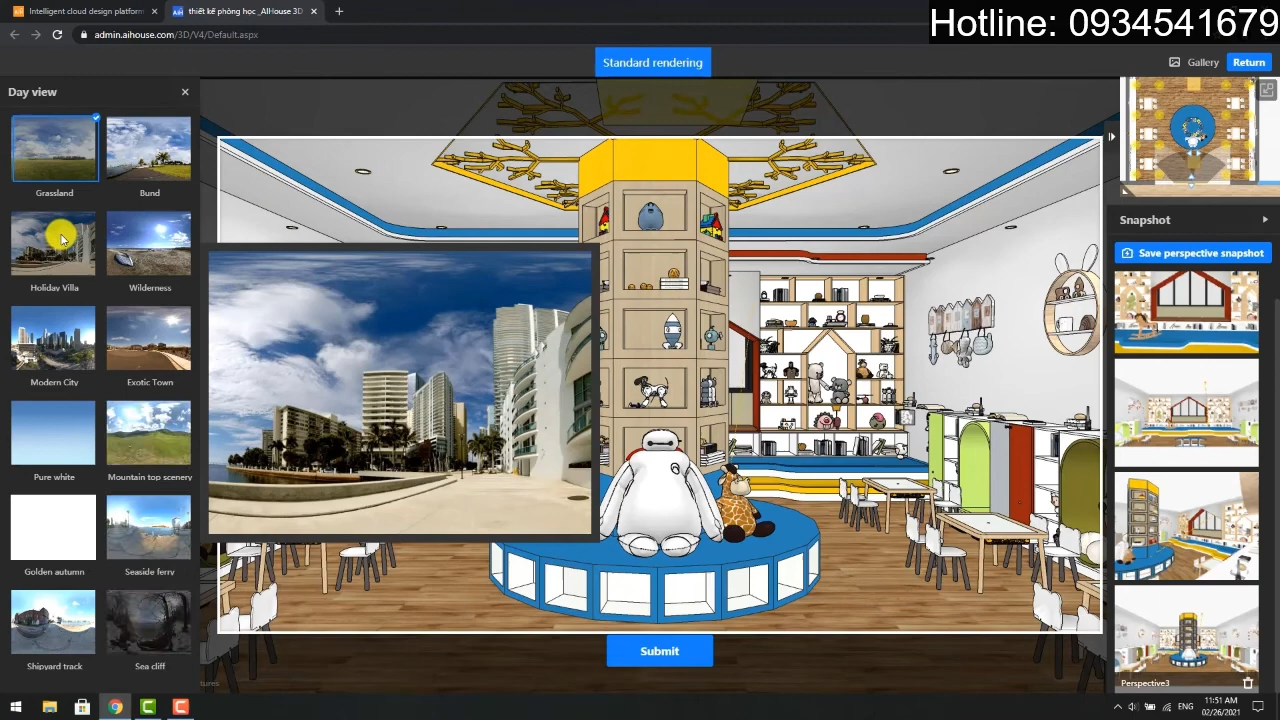 Intelligent cloud design platform
thiết kế phòng học _AIHouse 3D
Hotline: 0934541679
admin.aihouse.com/3D/V4/Default.aspx
Standard rendering
Gallery
Return
Day view
Grassland
Bund
Holiday Villa
Wilderness
Modern City
Exotic Town
Pure white
Mountain top scenery
Golden autumn
Seaside ferry
Shipyard track
Sea cliff
Snapshot
Save perspective snapshot
Perspective3
Submit
tures
ENG
11:51 AM
02/26/2021